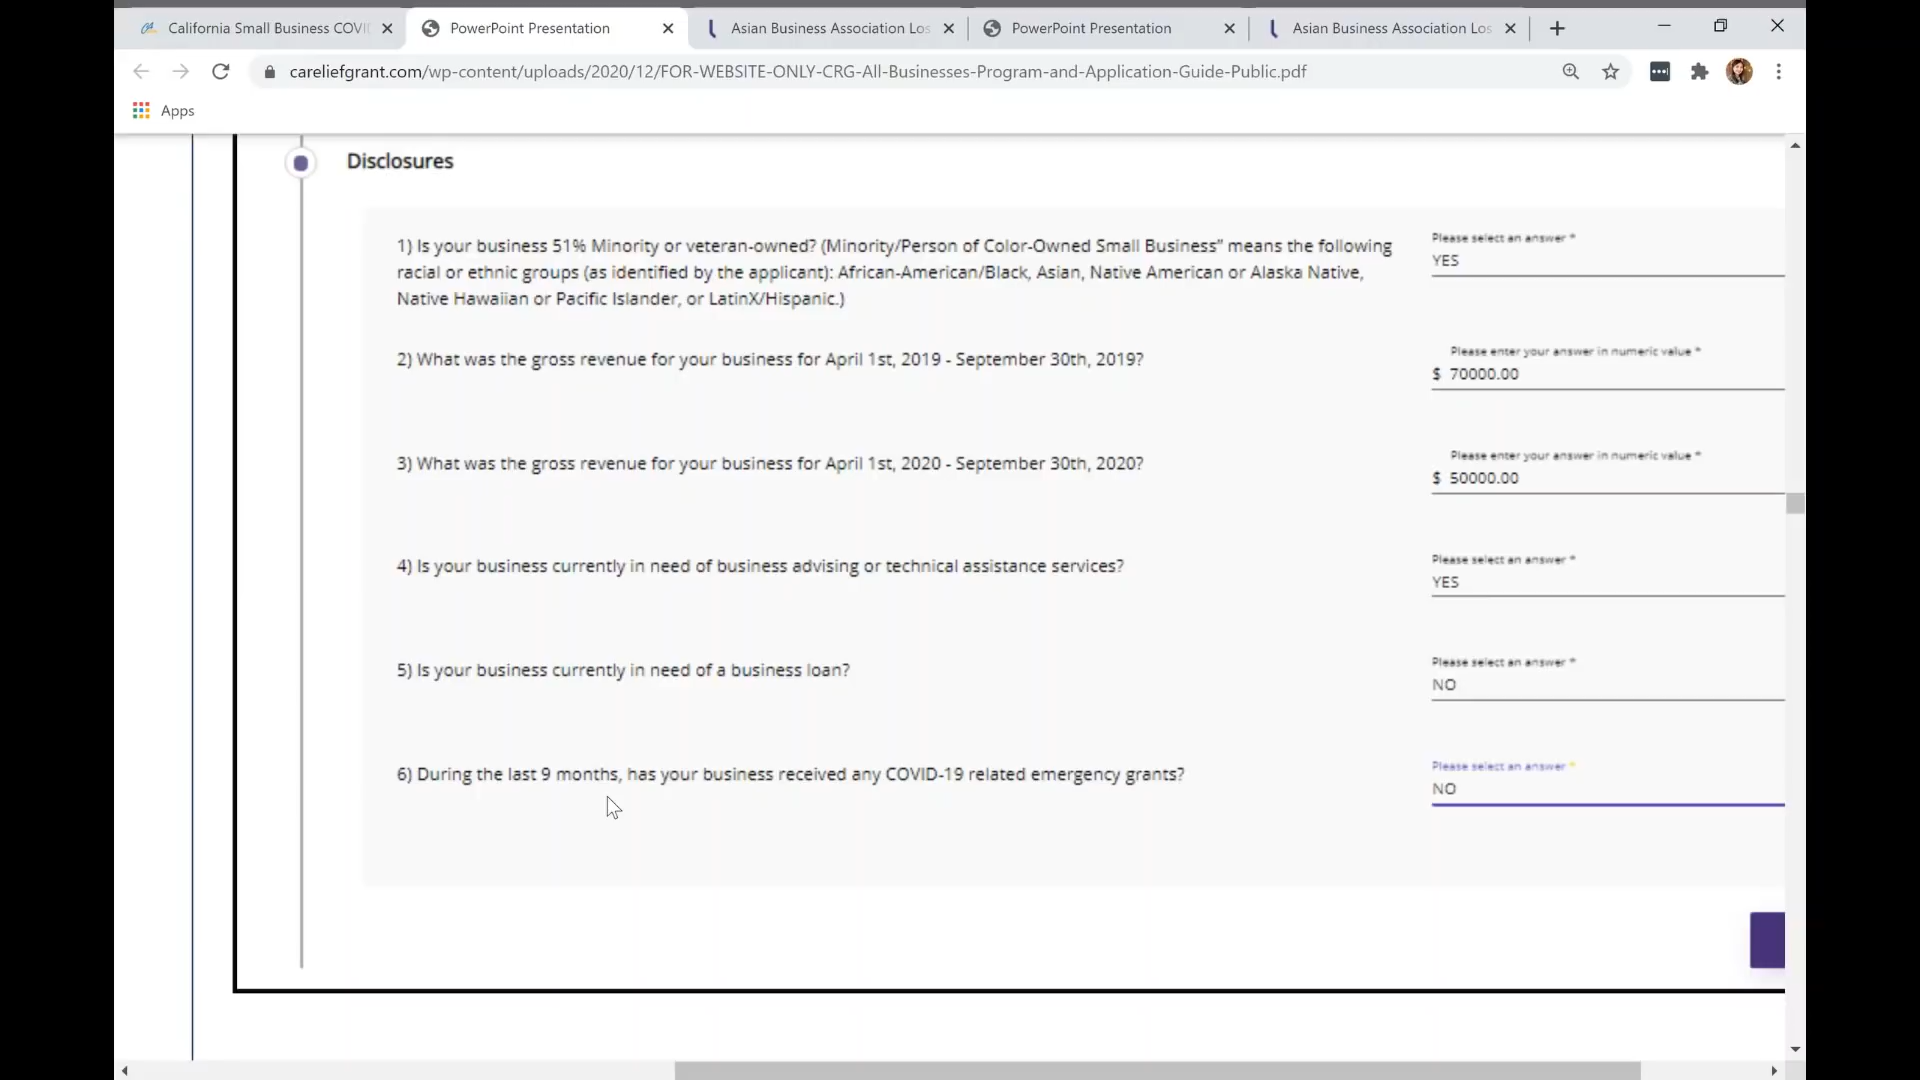 California Small Business COVI
PowerPoint Presentation
Asian Business Association Los
PowerPoint Presentation
Asian Business Association Los
careliefgrant.com/wp-content/uploads/2020/12/FOR-WEBSITE-ONLY-CRG-All-Businesses-Program-and-Application-Guide-Public.pdf
Apps
Disclosures
1) Is your business 51% Minority or veteran-owned? (Minority/Person of Color-Owned Small Business" means the following
racial or ethnic groups (as identified by the applicant): African-American/Black, Asian, Native American or Alaska Native,
Native Hawaiian or Pacific Islander, or LatinX/Hispanic.)
Please select an answer *
YES
2) What was the gross revenue for your business for April 1st, 2019 - September 30th, 2019?
Please enter your answer in numeric value *
$ 70000.00
3) What was the gross revenue for your business for April 1st, 2020 - September 30th, 2020?
Please enter your answer in numeric value *
$ 50000.00
4) Is your business currently in need of business advising or technical assistance services?
Please select an answer *
YES
5) Is your business currently in need of a business loan?
Please select an answer *
NO
6) During the last 9 months, has your business received any COVID-19 related emergency grants?
Please select an answer *
NO